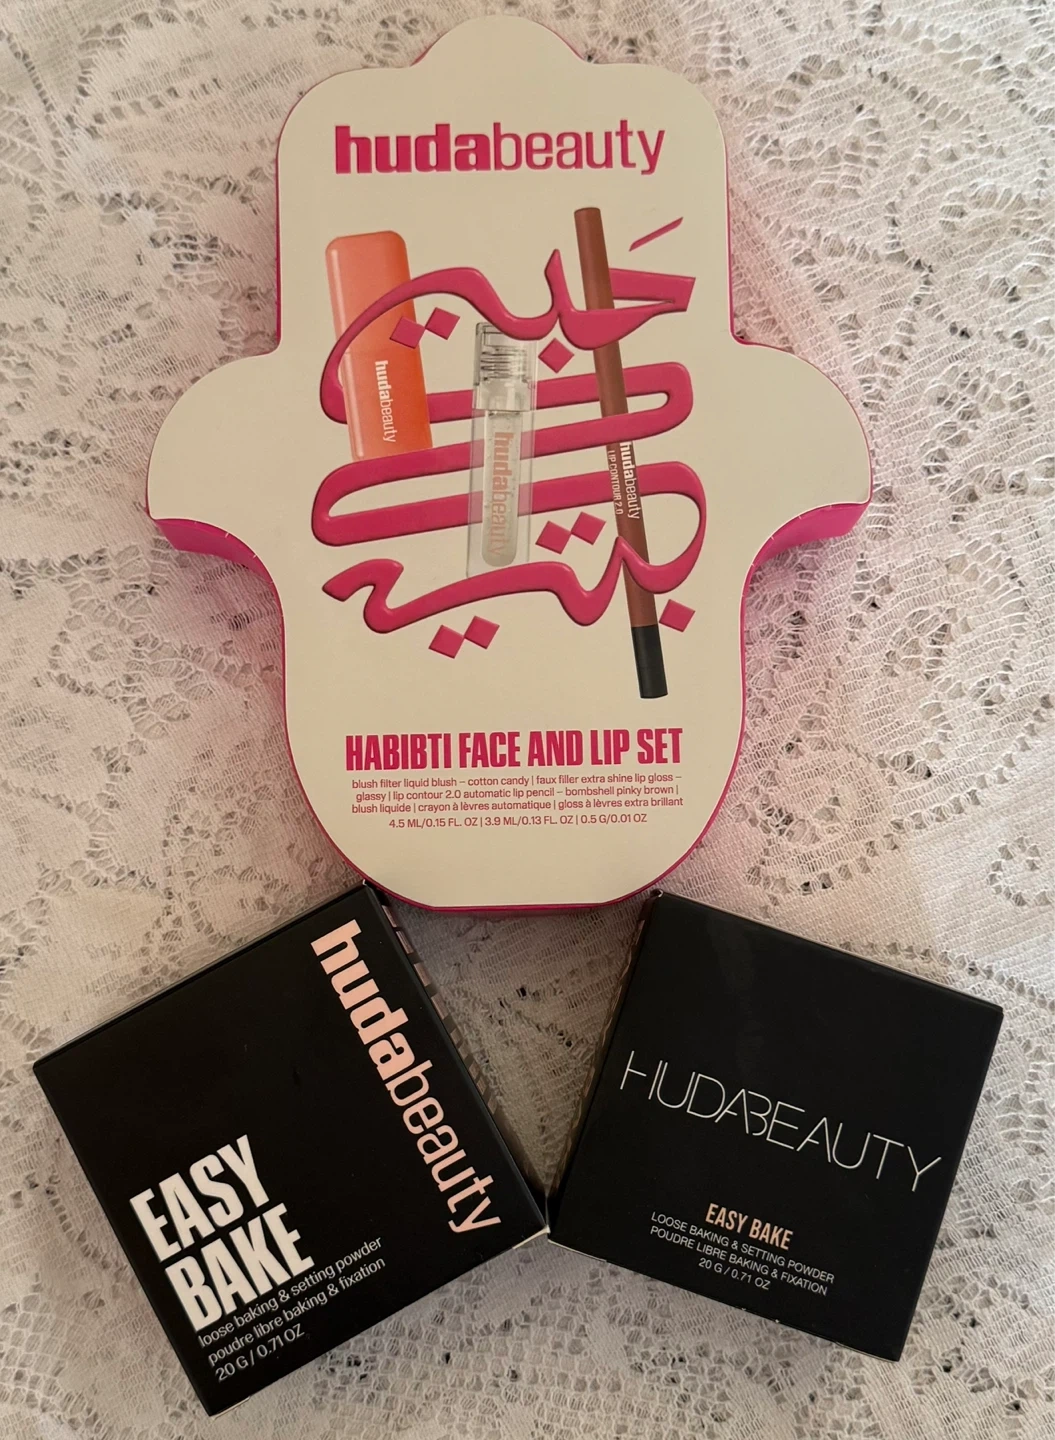 hudabeauty
حَبيبتي
hudabeauty
hudabeauty
hudabeauty
LIP CONTOUR 2.0
HABIBTI FACE AND LIP SET
blush filter liquid blush – cotton candy | faux filler extra shine lip gloss –
glassy | lip contour 2.0 automatic lip pencil – bombshell pinky brown |
blush liquide | crayon à lèvres automatique | gloss à lèvres extra brillant
4.5 ML/0.15 FL. OZ | 3.9 ML/0.13 FL. OZ | 0.5 G/0.01 OZ
hudabeauty
EASY
BAKE
loose baking & setting powder
poudre libre baking & fixation
20 G / 0.71 OZ
HUDABEAUTY
EASY BAKE
LOOSE BAKING & SETTING POWDER
POUDRE LIBRE BAKING & FIXATION
20 G / 0.71 OZ